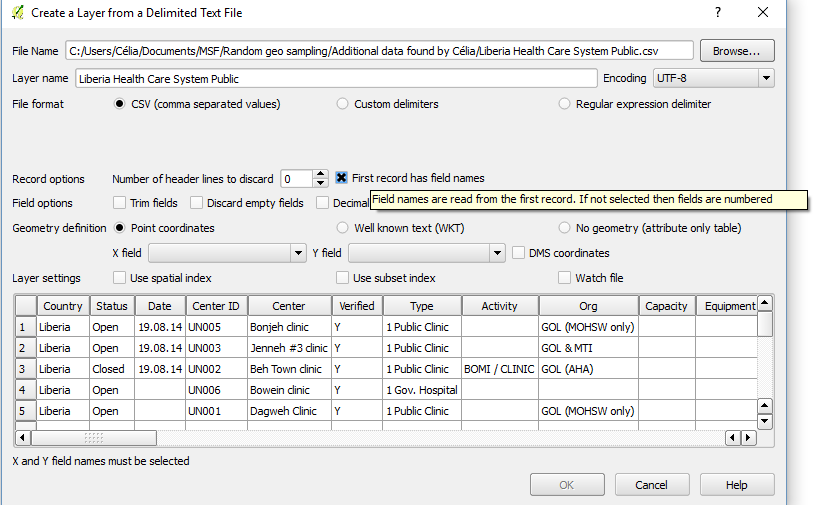 Create a Layer from a Delimited Text File ?
File Name C:/Users/Célia/Documents/MSF/Random geo sampling/Additional data found by Célia/Liberia Health Care System Public.csv Browse...
Layer name Liberia Health Care System Public Encoding UTF-8
File format CSV (comma separated values) Custom delimiters Regular expression delimiter
Record options Number of header lines to discard 0 First record has field names
Field options Trim fields Discard empty fields Decimal Field names are read from the first record. If not selected then fields are numbered
Geometry definition Point coordinates Well known text (WKT) No geometry (attribute only table)
X field Y field DMS coordinates
Layer settings Use spatial index Use subset index Watch file
Country Status Date Center ID Center Verified Type Activity Org Capacity Equipment
1 Liberia Open 19.08.14 UN005 Bonjeh clinic Y 1 Public Clinic GOL (MOHSW only)
2 Liberia Open 19.08.14 UN003 Jenneh #3 clinic Y 1 Public Clinic GOL & MTI
3 Liberia Closed 19.08.14 UN002 Beh Town clinic Y 1 Public Clinic BOMI / CLINIC GOL (AHA)
4 Liberia Open UN006 Bowein clinic Y 1 Gov. Hospital
5 Liberia Open UN001 Dagweh Clinic Y 1 Public Clinic GOL (MOHSW only)
X and Y field names must be selected
OK Cancel Help